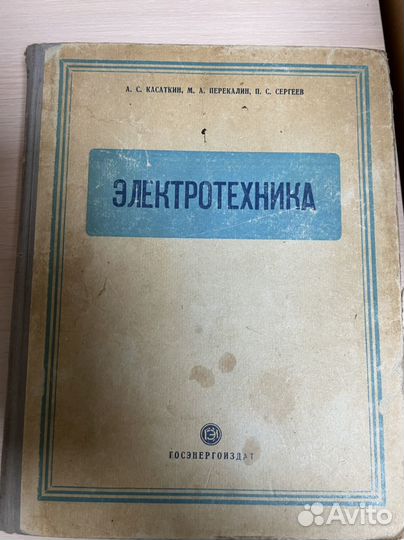 А. С. КАСАТКИН, М. А. ПЕРЕКАЛИН, П. С. СЕРГЕЕВ
ЭЛЕКТРОТЕХНИКА
ГОСЭНЕРГОИЗДАТ
Avito